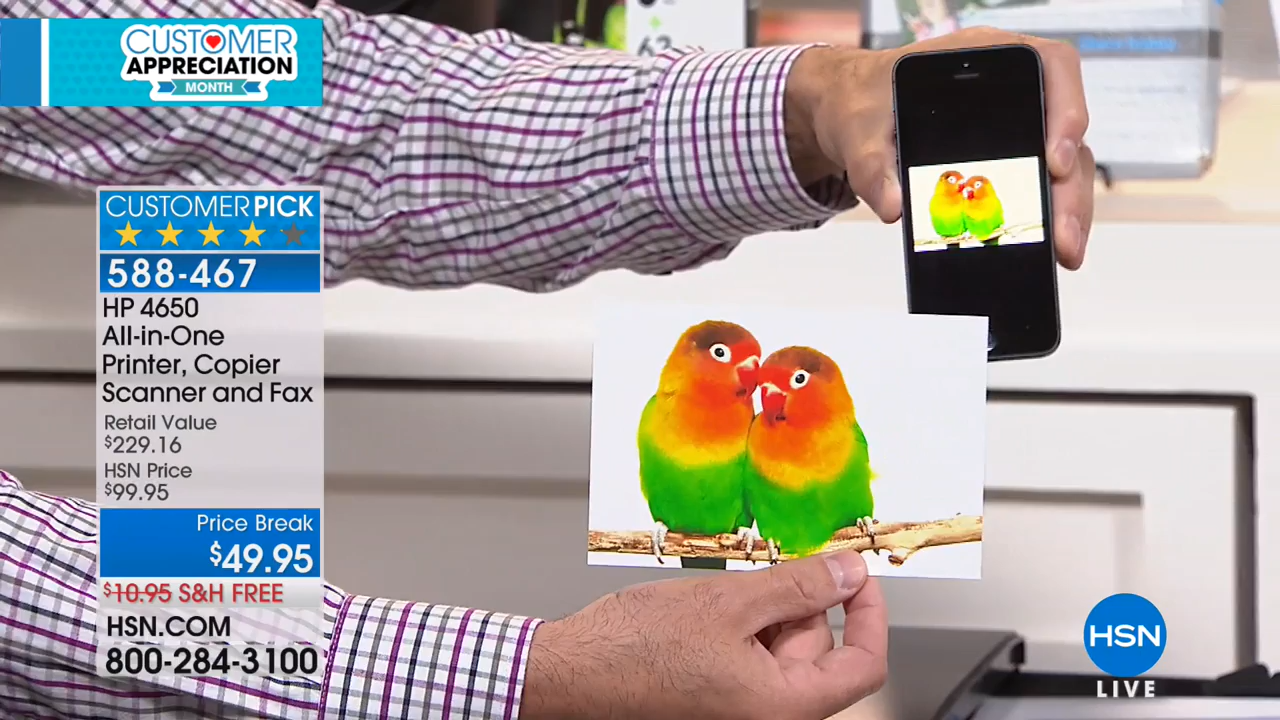 CUSTOMER
APPRECIATION
MONTH
CUSTOMER PICK
588-467
HP 4650
All-in-One
Printer, Copier
Scanner and Fax
Retail Value
$229.16
HSN Price
$99.95
Price Break
$49.95
$10.95 S&H FREE
HSN.COM
800-284-3100
62
HSN
LIVE